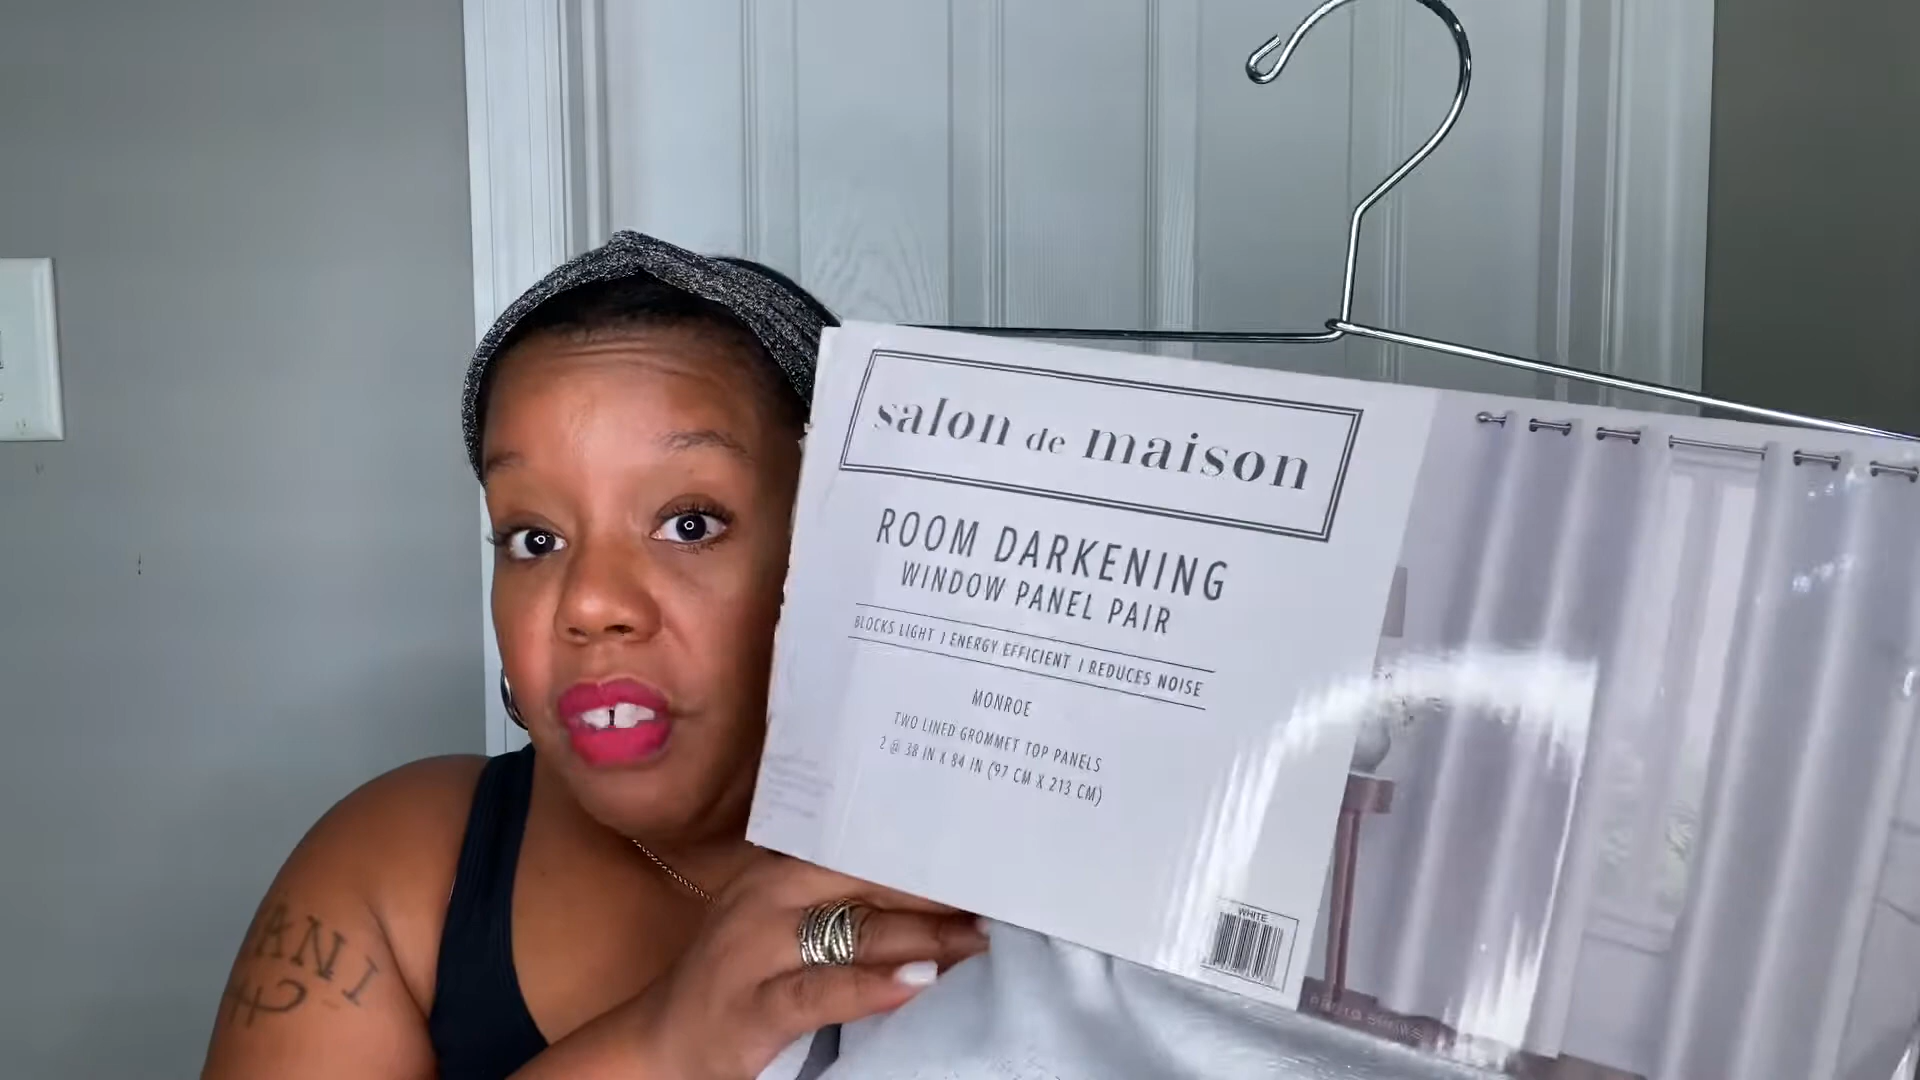 salon de maison
ROOM DARKENING
WINDOW PANEL PAIR
BLOCKS LIGHT | ENERGY EFFICIENT | REDUCES NOISE
MONROE
TWO LINED GROMMET TOP PANELS
2 @ 38 IN X 84 IN (97 CM X 213 CM)
WHITE
ANI